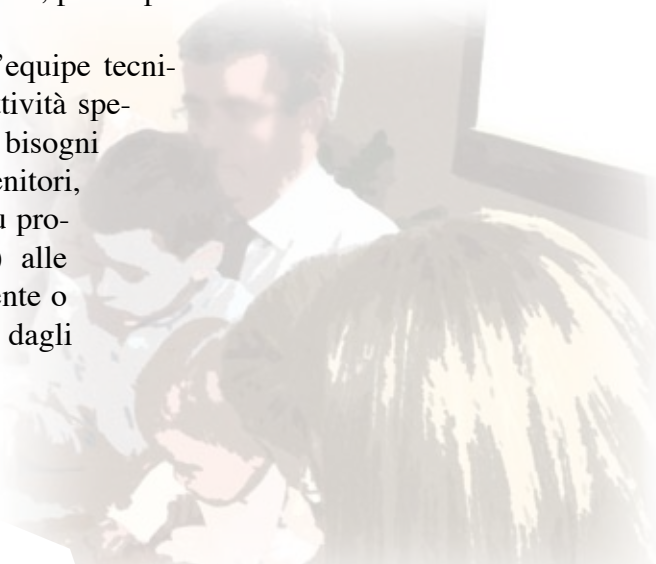 ’equipe tecni-
tività spe-
bisogni
enitori,
u pro-
) alle
ente o
dagli